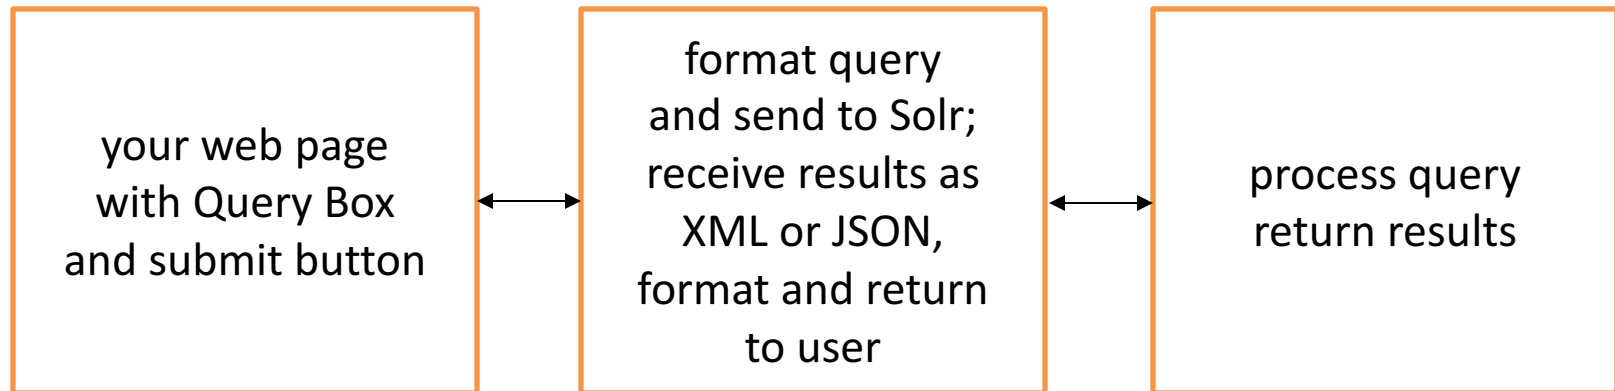 your web page
with Query Box
and submit button
format query
and send to Solr;
receive results as
XML or JSON,
format and return
to user
process query
return results